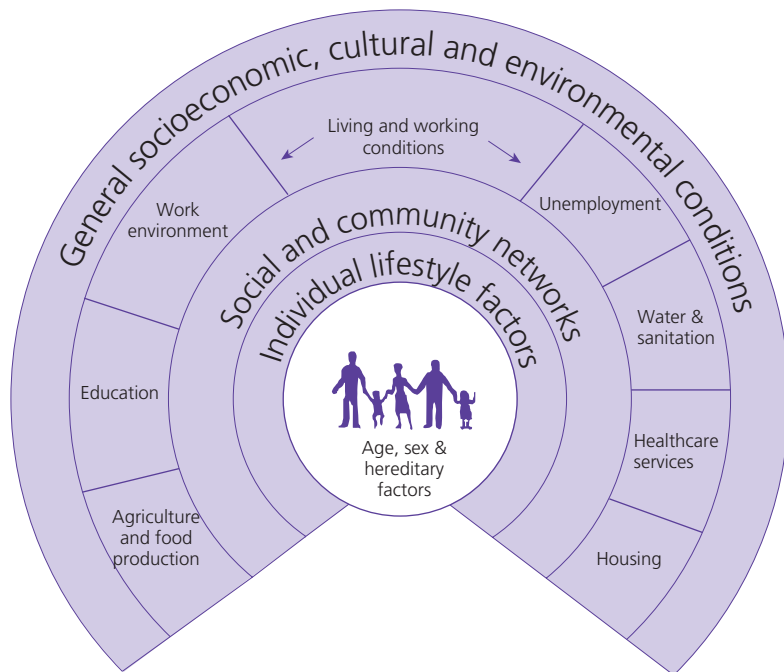 General socioeconomic, cultural and environmental conditions
Living and working
conditions
Work
environment
Unemployment
Social and community networks
Individual lifestyle factors
Water &
sanitation
Education
Age, sex &
hereditary
factors
Healthcare
services
Agriculture
and food
production
Housing